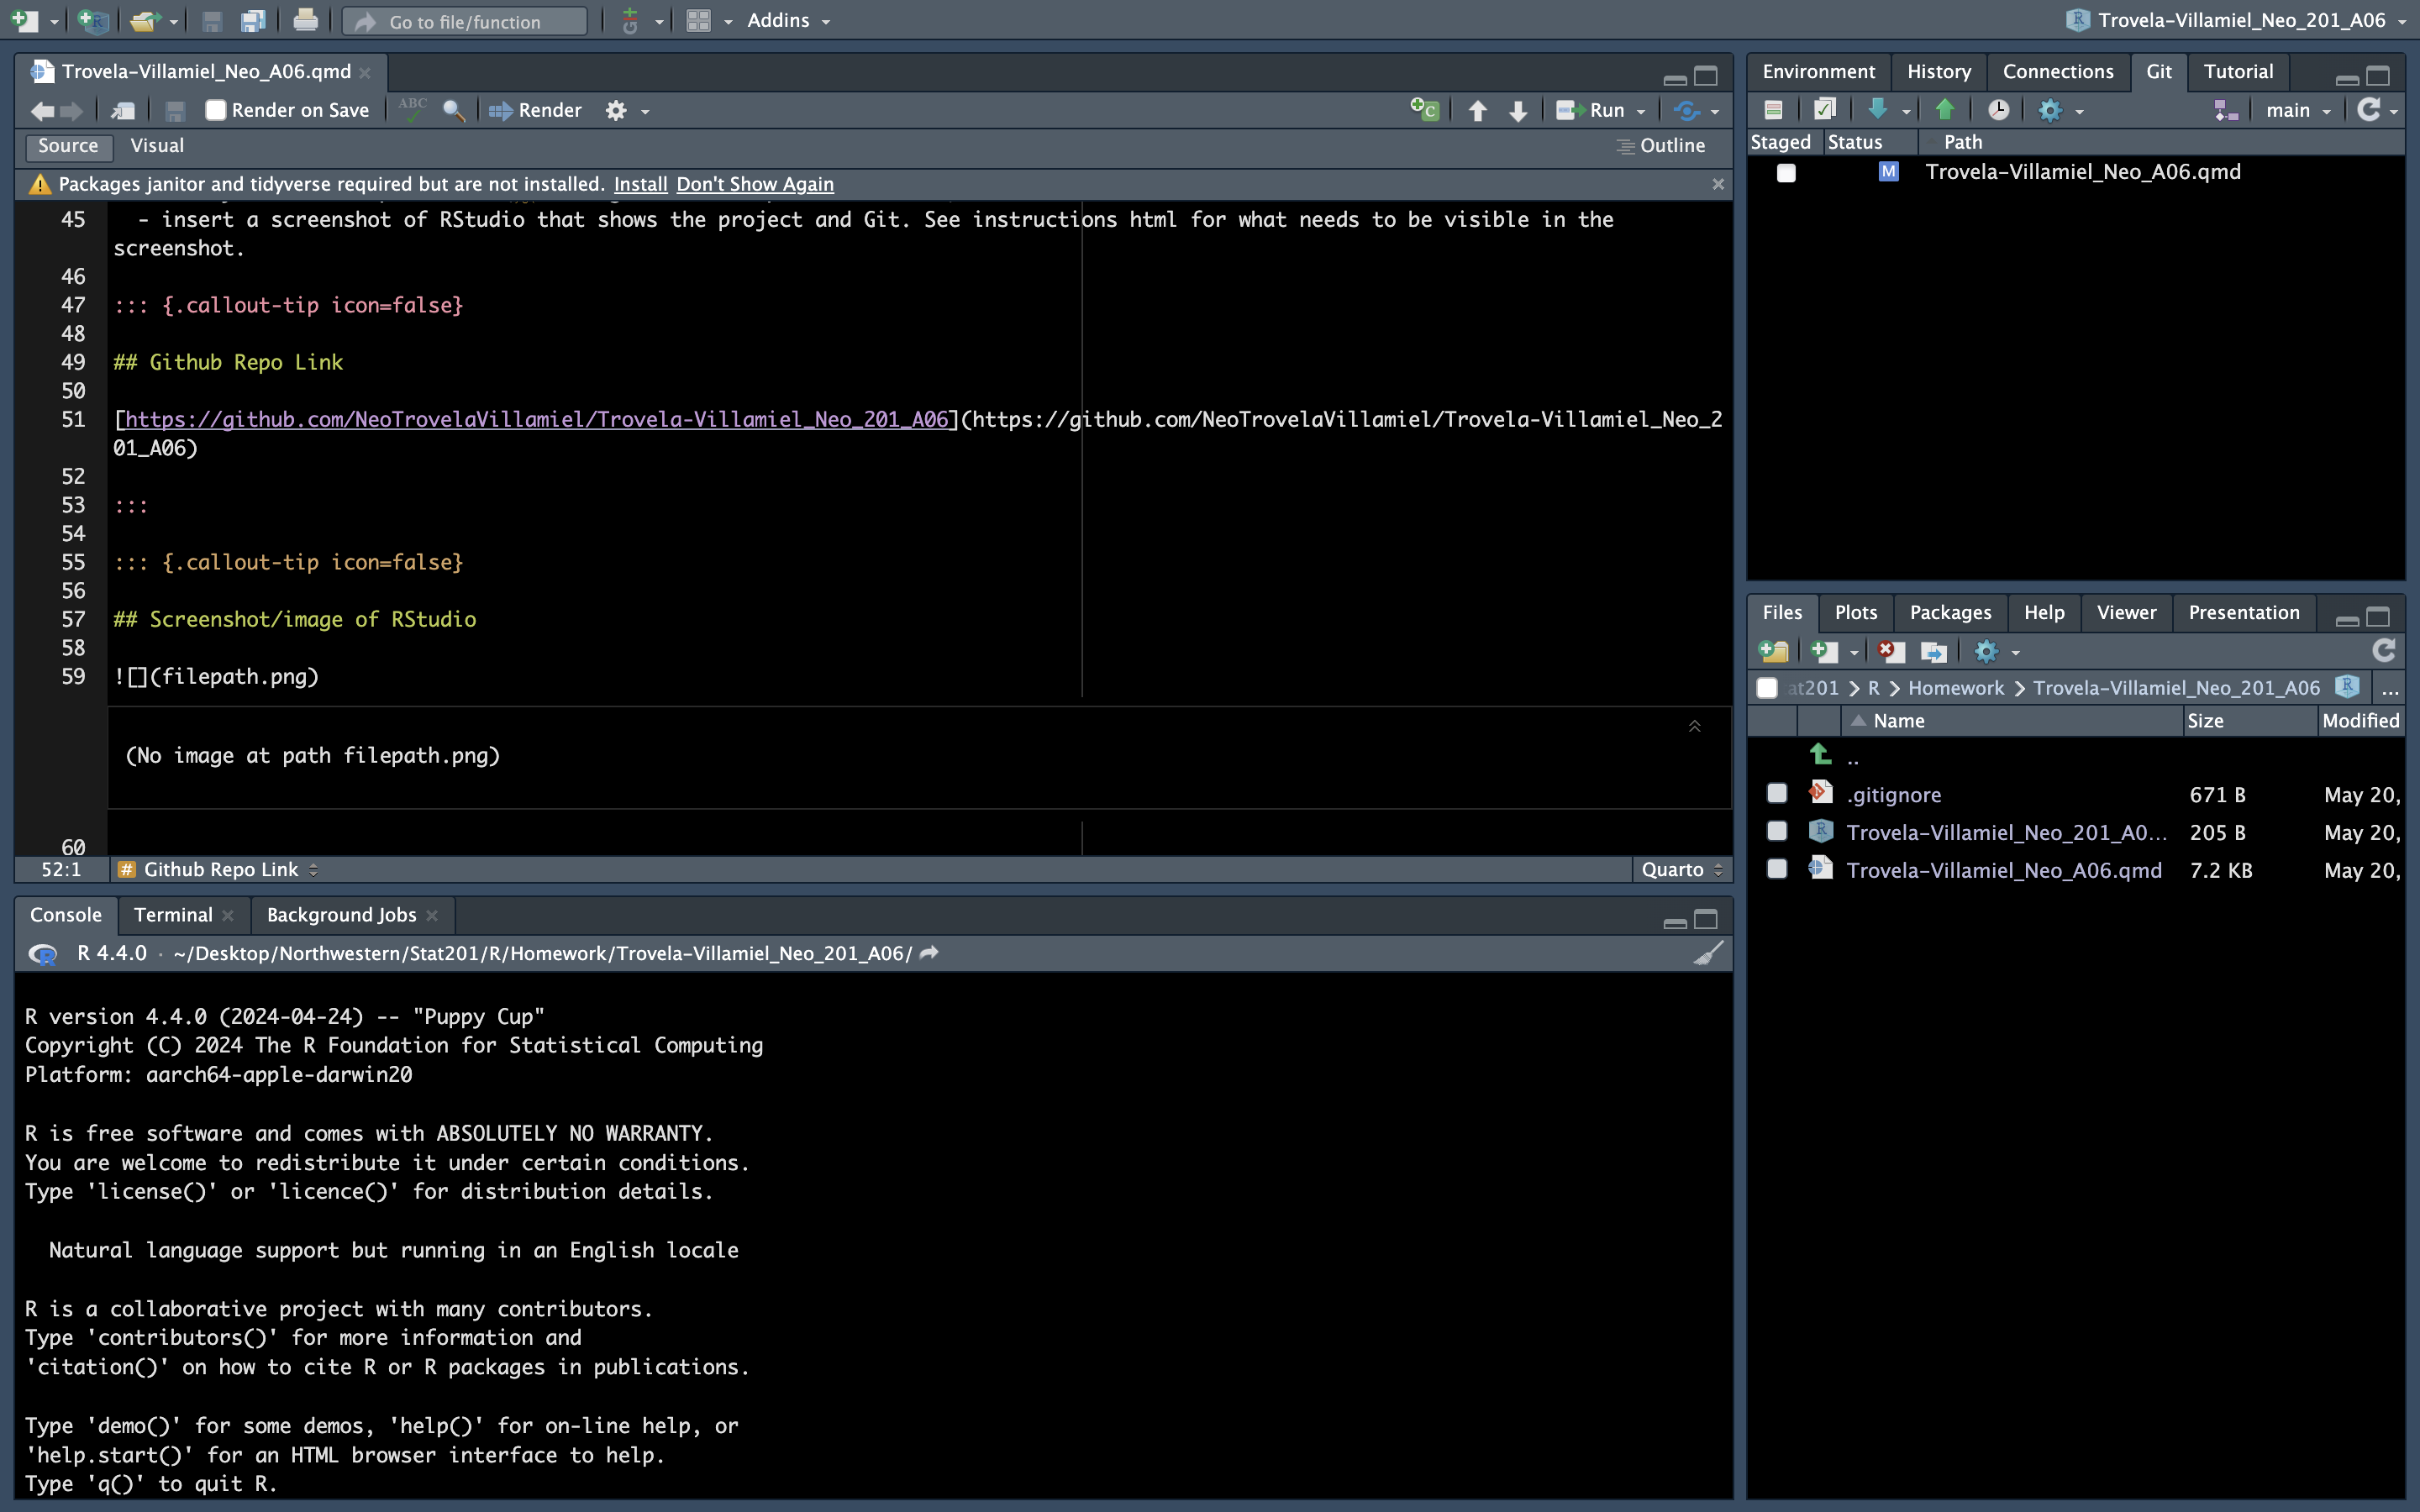 Go to file/function
Addins
Trovela-Villamiel_Neo_201_A06
Trovela-Villamiel_Neo_A06.qmd
Render on Save
ABC
Render
Run
Source
Visual
Outline
Packages janitor and tidyverse required but are not installed. Install Don't Show Again
45 - insert a screenshot of RStudio that shows the project and Git. See instructions html for what needs to be visible in the
screenshot.
46
47 ::: {.callout-tip icon=false}
48
49 ## Github Repo Link
50
51 [https://github.com/NeoTrovelaVillamiel/Trovela-Villamiel_Neo_201_A06](https://github.com/NeoTrovelaVillamiel/Trovela-Villamiel_Neo_2
01_A06)
52
53 :::
54
55 ::: {.callout-tip icon=false}
56
57 ## Screenshot/image of RStudio
58
59 ![](filepath.png)
(No image at path filepath.png)
60
52:1
# Github Repo Link
Quarto
Console
Terminal
Background Jobs
R 4.4.0 · ~/Desktop/Northwestern/Stat201/R/Homework/Trovela-Villamiel_Neo_201_A06/
R version 4.4.0 (2024-04-24) -- "Puppy Cup"
Copyright (C) 2024 The R Foundation for Statistical Computing
Platform: aarch64-apple-darwin20
R is free software and comes with ABSOLUTELY NO WARRANTY.
You are welcome to redistribute it under certain conditions.
Type 'license()' or 'licence()' for distribution details.
Natural language support but running in an English locale
R is a collaborative project with many contributors.
Type 'contributors()' for more information and
'citation()' on how to cite R or R packages in publications.
Type 'demo()' for some demos, 'help()' for on-line help, or
'help.start()' for an HTML browser interface to help.
Type 'q()' to quit R.
Environment
History
Connections
Git
Tutorial
main
Staged Status Path
M Trovela-Villamiel_Neo_A06.qmd
Files
Plots
Packages
Help
Viewer
Presentation
at201 > R > Homework > Trovela-Villamiel_Neo_201_A06 ...
Name Size Modified
..
.gitignore 671 B May 20,
Trovela-Villamiel_Neo_201_A0... 205 B May 20,
Trovela-Villamiel_Neo_A06.qmd 7.2 KB May 20,